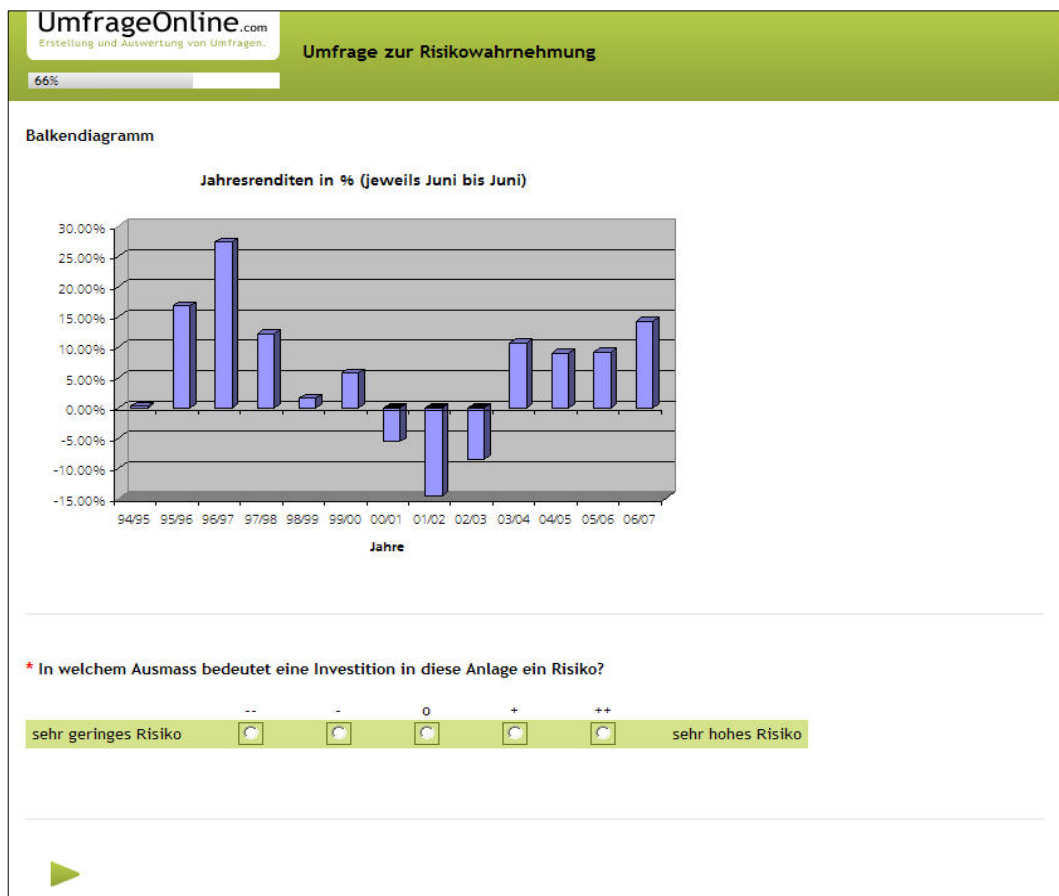 UmfrageOnline.com
Erstellung und Auswertung von Umfragen.
Umfrage zur Risikowahrnehmung
66%
Balkendiagramm
Jahresrenditen in % (jeweils Juni bis Juni)
30.00%
25.00%
20.00%
15.00%
10.00%
5.00%
0.00%
-5.00%
-10.00%
-15.00%
94/95 95/96 96/97 97/98 98/99 99/00 00/01 01/02 02/03 03/04 04/05 05/06 06/07
Jahre
* In welchem Ausmass bedeutet eine Investition in diese Anlage ein Risiko?
-- - o + ++
sehr geringes Risiko sehr hohes Risiko